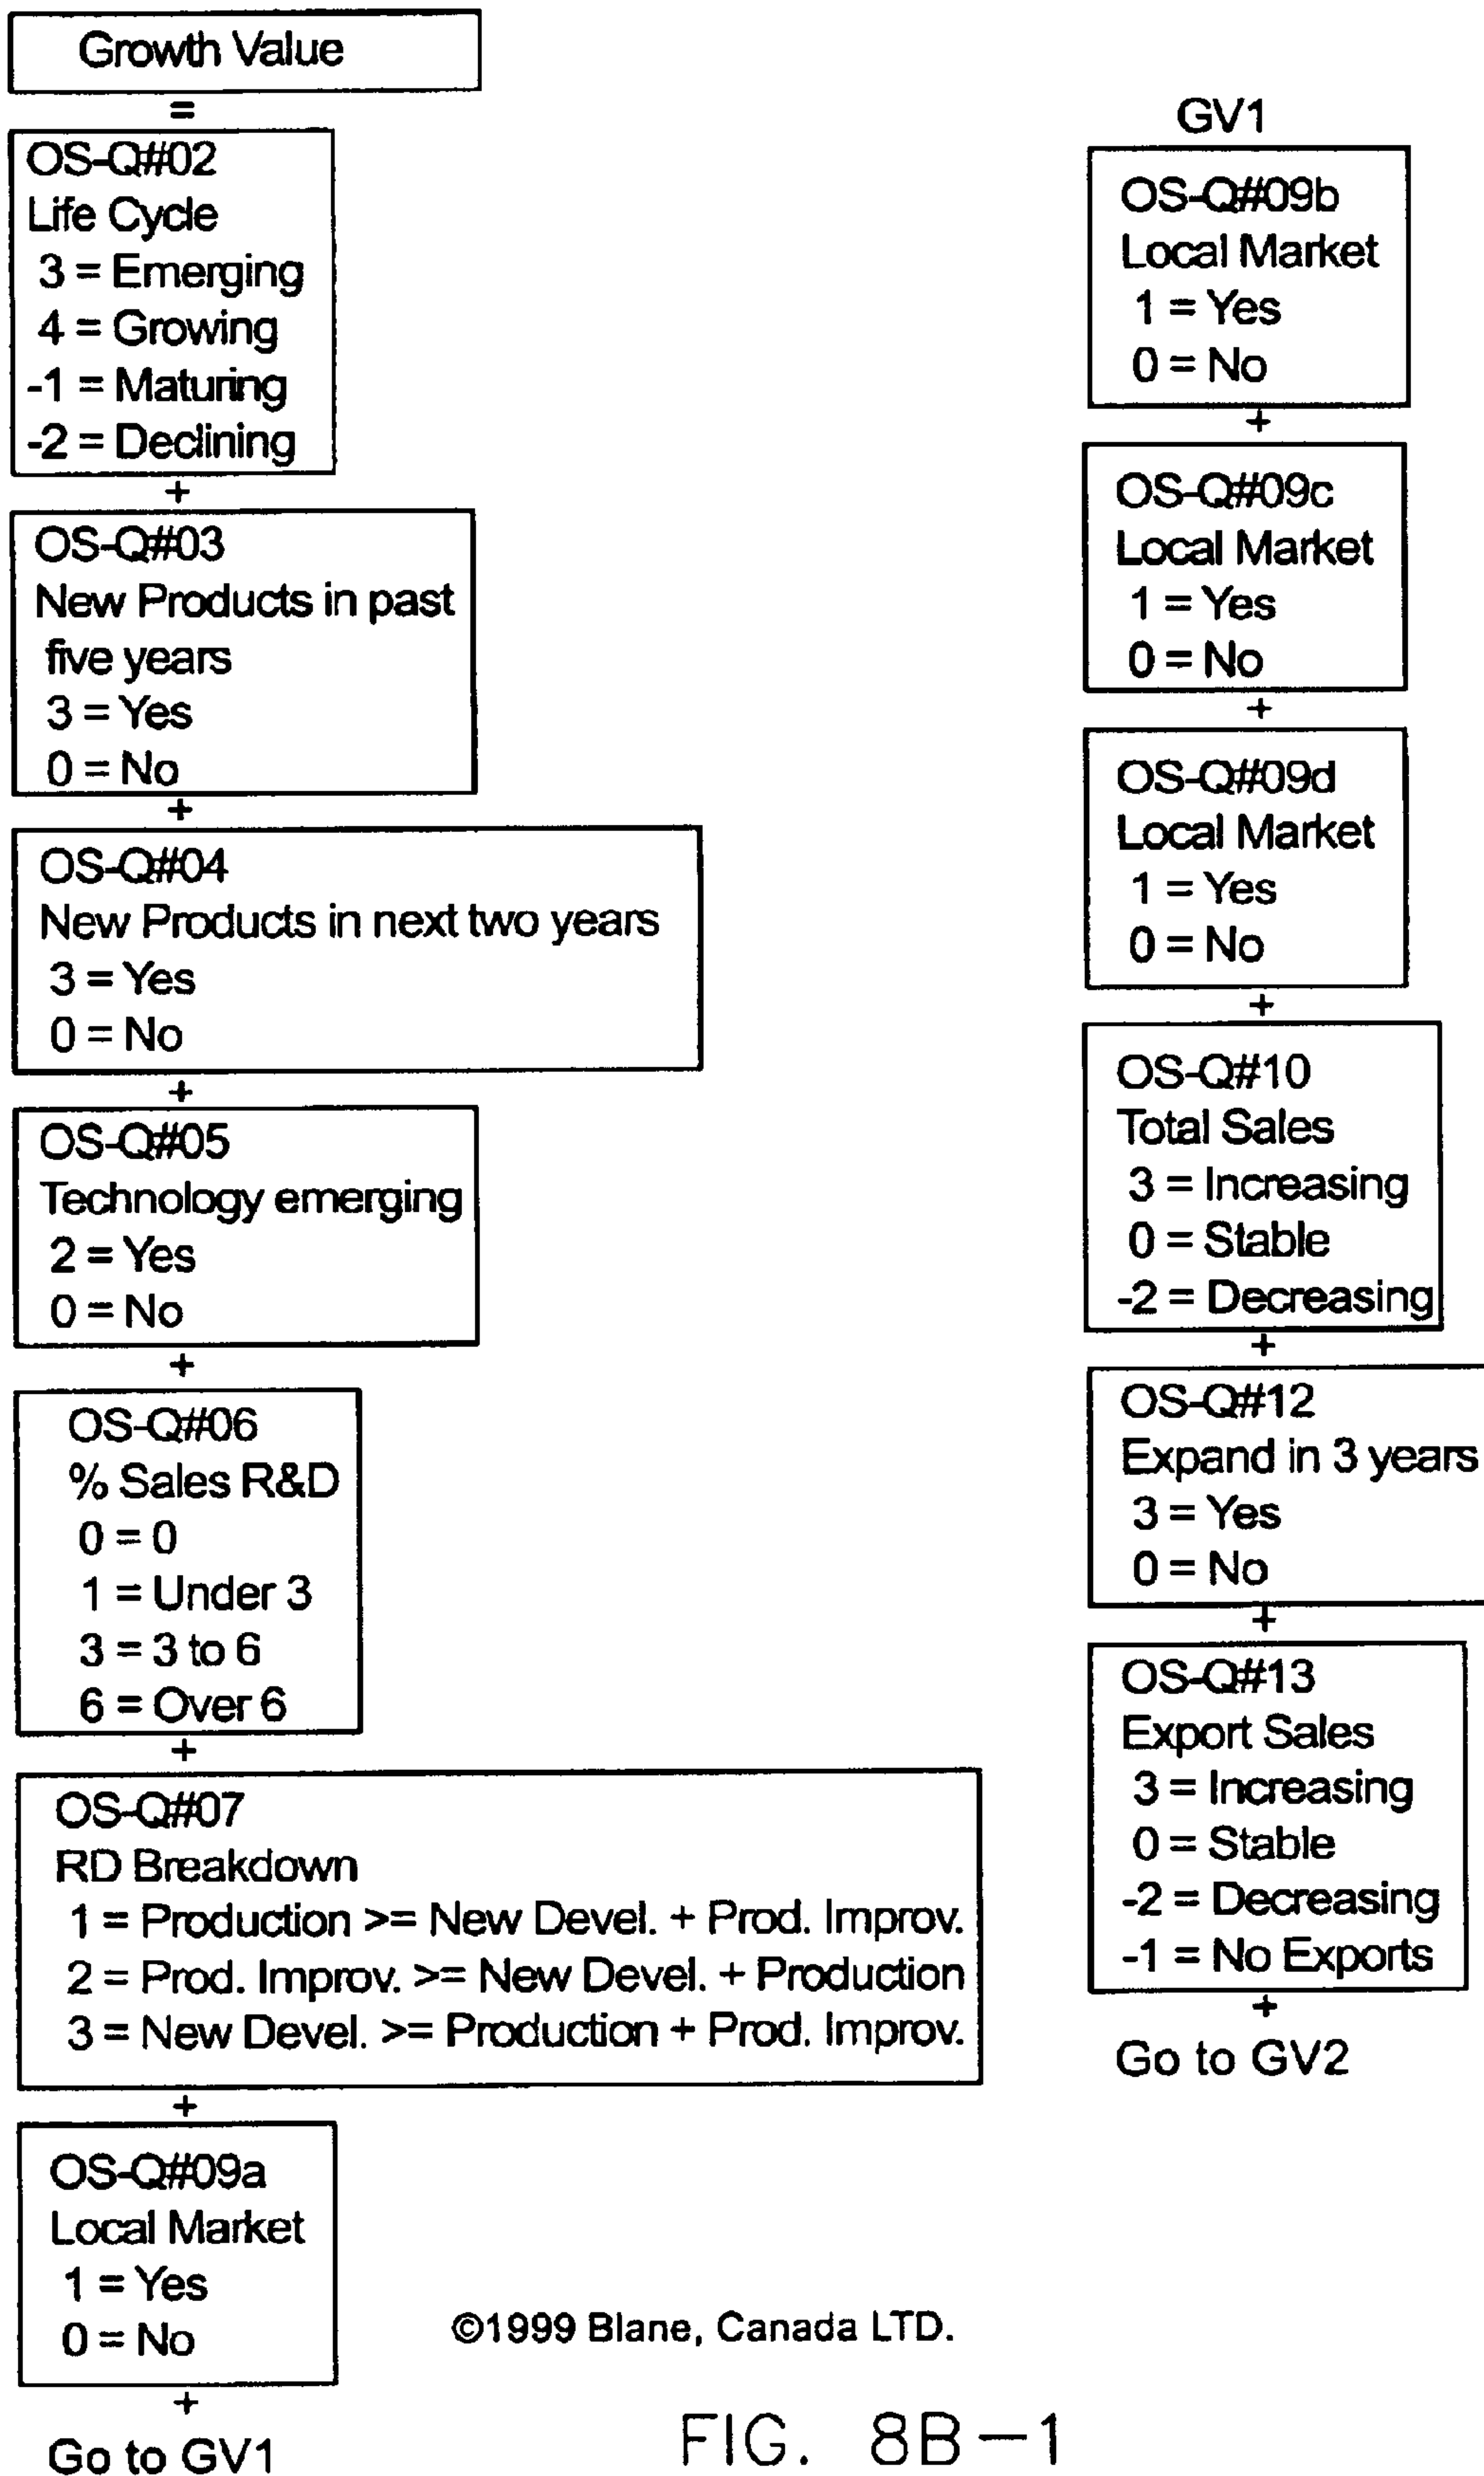 Growth Value
=
OS-Q#02
Life Cycle
3 = Emerging
4 = Growing
-1 = Maturing
-2 = Declining
+
OS-Q#03
New Products in past
five years
3 = Yes
0 = No
+
OS-Q#04
New Products in next two years
3 = Yes
0 = No
+
OS-Q#05
Technology emerging
2 = Yes
0 = No
+
OS-Q#06
% Sales R&D
0 = 0
1 = Under 3
3 = 3 to 6
6 = Over 6
+
OS-Q#07
RD Breakdown
1 = Production >= New Devel. + Prod. Improv.
2 = Prod. Improv. >= New Devel. + Production
3 = New Devel. >= Production + Prod. Improv.
+
OS-Q#09a
Local Market
1 = Yes
0 = No
+
Go to GV1
GV1
OS-Q#09b
Local Market
1 = Yes
0 = No
+
OS-Q#09c
Local Market
1 = Yes
0 = No
+
OS-Q#09d
Local Market
1 = Yes
0 = No
+
OS-Q#10
Total Sales
3 = Increasing
0 = Stable
-2 = Decreasing
+
OS-Q#12
Expand in 3 years
3 = Yes
0 = No
+
OS-Q#13
Export Sales
3 = Increasing
0 = Stable
-2 = Decreasing
-1 = No Exports
+
Go to GV2
©1999 Blane, Canada LTD.
FIG. 8B-1